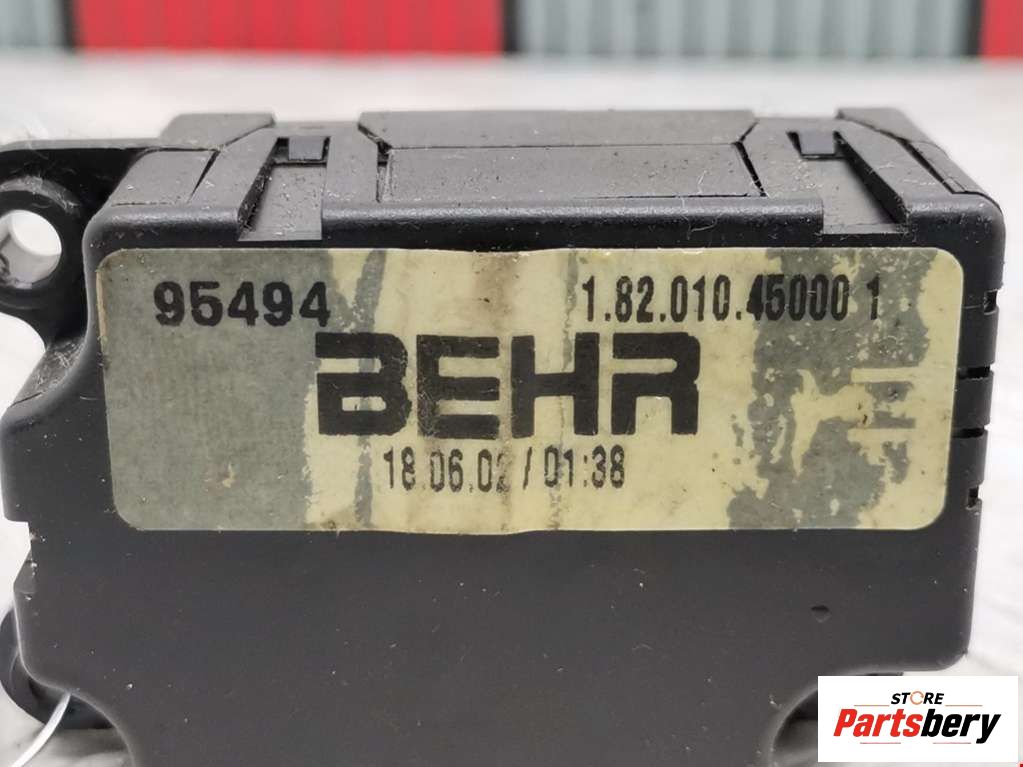 95494 1.82.010.45000 1
BEHR
18.06.02 / 01:38
STORE
Partsbery